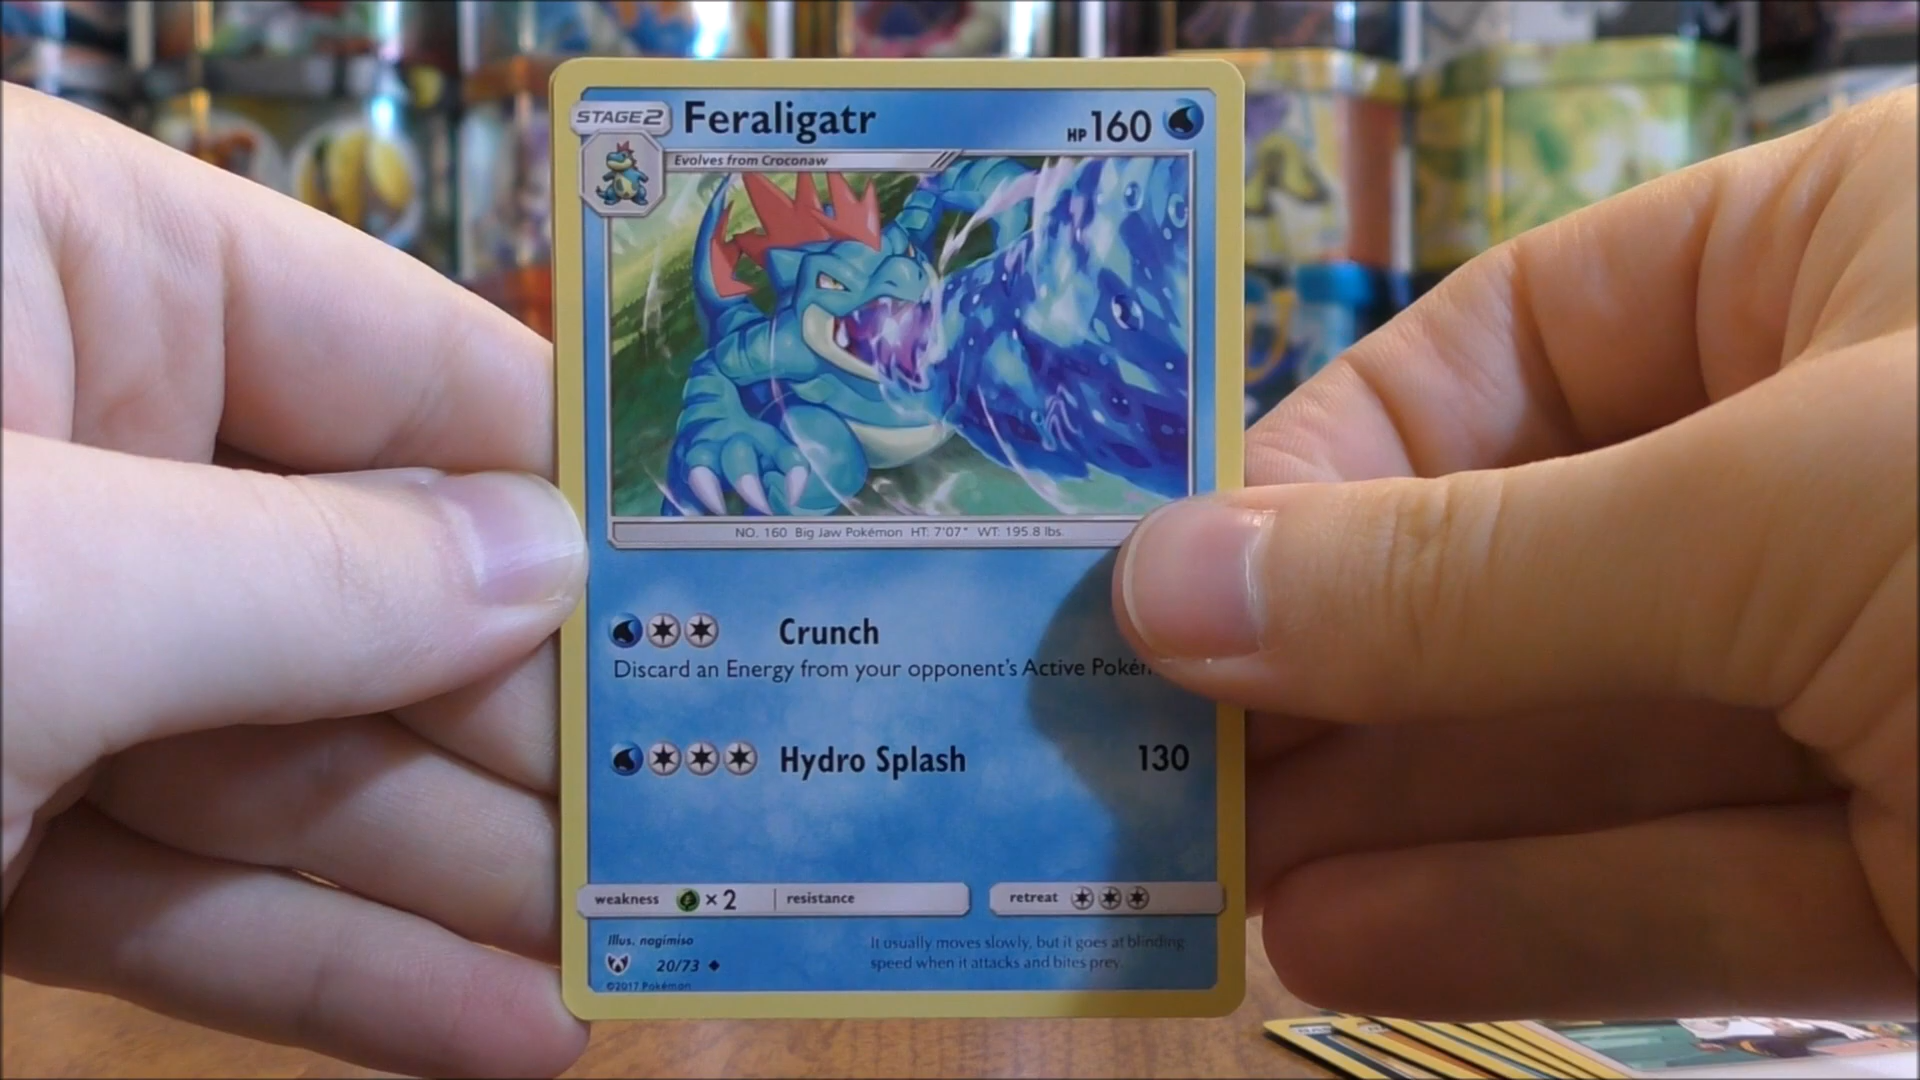 STAGE2 Feraligatr HP160
Evolves from Croconaw
NO. 160 Big Jaw Pokémon HT: 7'07" WT: 195.8 lbs.
Crunch
Discard an Energy from your opponent's Active
Hydro Splash 130
weakness ×2 resistance retreat
Illus. nagimiso
It usually moves slowly, but it goes at blinding
speed when it attacks and bites prey.
20/73
©2017 Pokémon